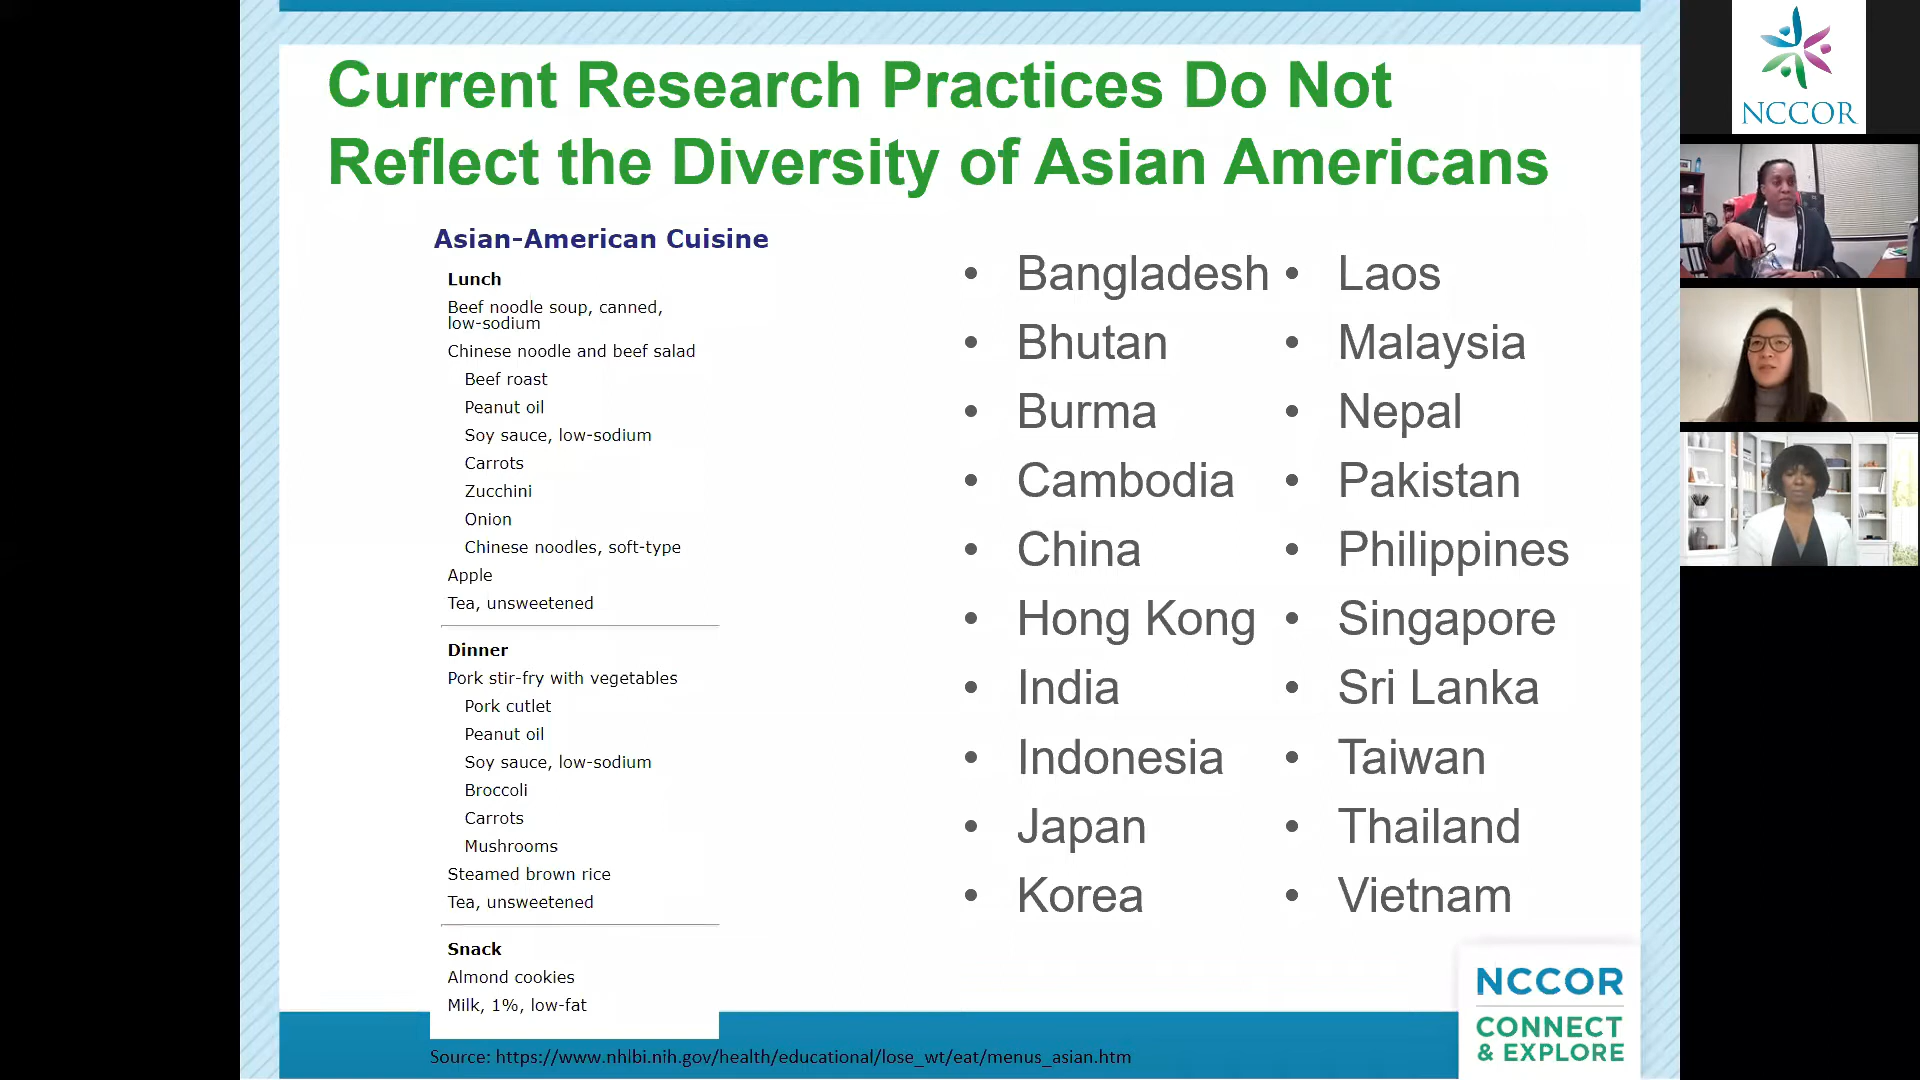 Current Research Practices Do Not
Reflect the Diversity of Asian Americans
Asian-American Cuisine
Lunch
Beef noodle soup, canned,
low-sodium
Chinese noodle and beef salad
Beef roast
Peanut oil
Soy sauce, low-sodium
Carrots
Zucchini
Onion
Chinese noodles, soft-type
Apple
Tea, unsweetened
Dinner
Pork stir-fry with vegetables
Pork cutlet
Peanut oil
Soy sauce, low-sodium
Broccoli
Carrots
Mushrooms
Steamed brown rice
Tea, unsweetened
Snack
Almond cookies
Milk, 1%, low-fat
• Bangladesh
• Bhutan
• Burma
• Cambodia
• China
• Hong Kong
• India
• Indonesia
• Japan
• Korea
• Laos
• Malaysia
• Nepal
• Pakistan
• Philippines
• Singapore
• Sri Lanka
• Taiwan
• Thailand
• Vietnam
Source: https://www.nhlbi.nih.gov/health/educational/lose_wt/eat/menus_asian.htm
NCCOR
CONNECT
& EXPLORE
NCCOR